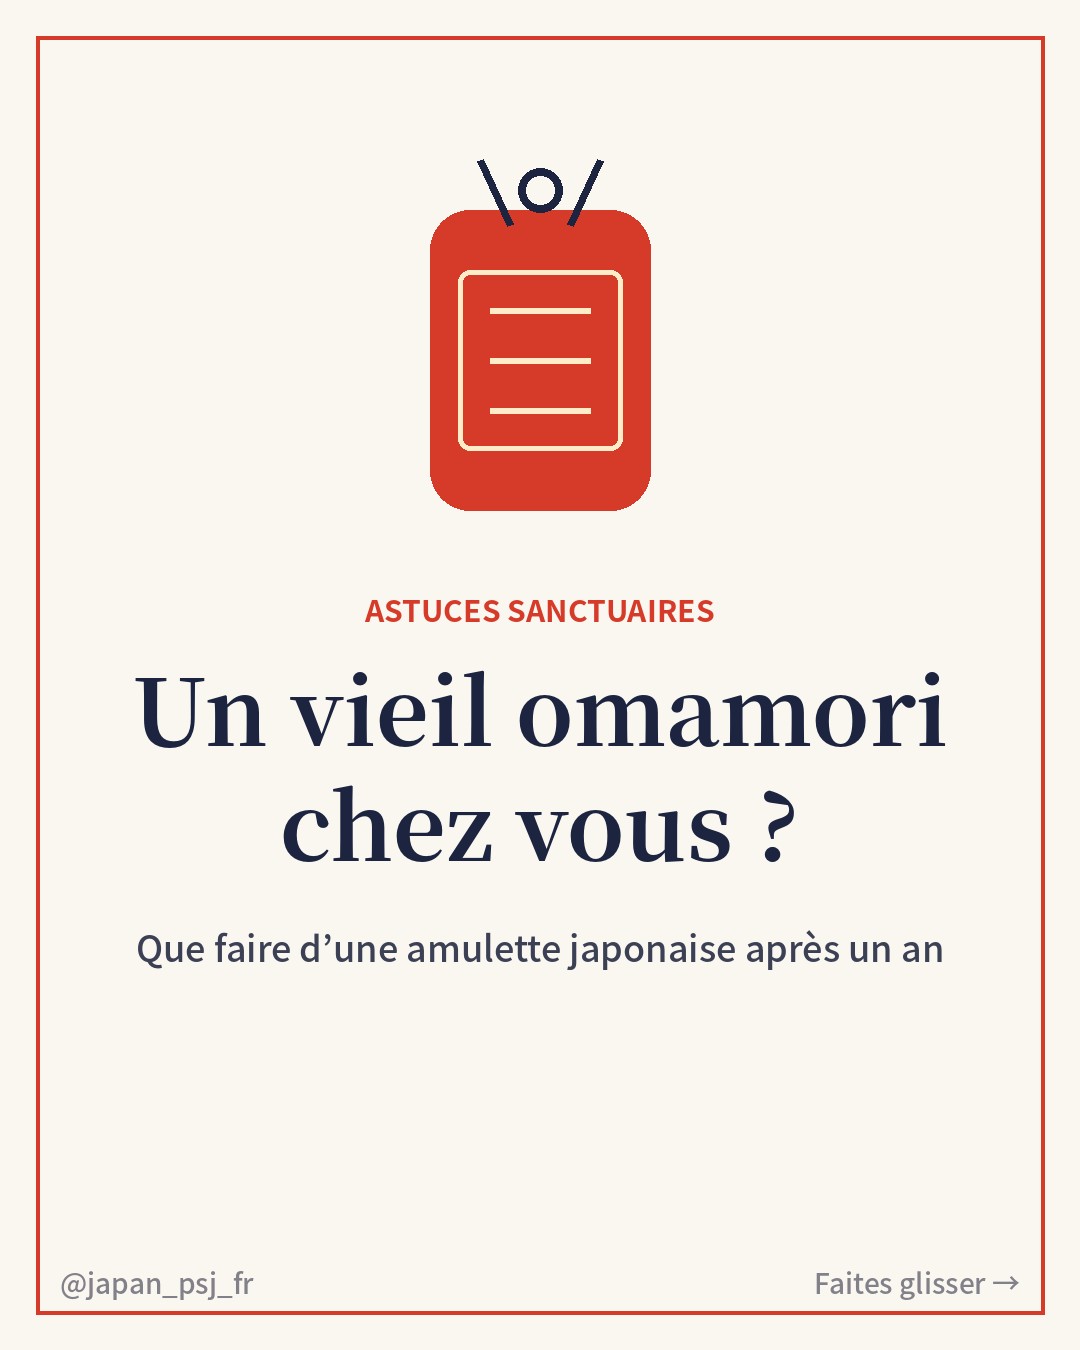 ASTUCES SANCTUAIRES
Un vieil omamori
chez vous ?
Que faire d’une amulette japonaise après un an
@japan_psj_fr
Faites glisser →